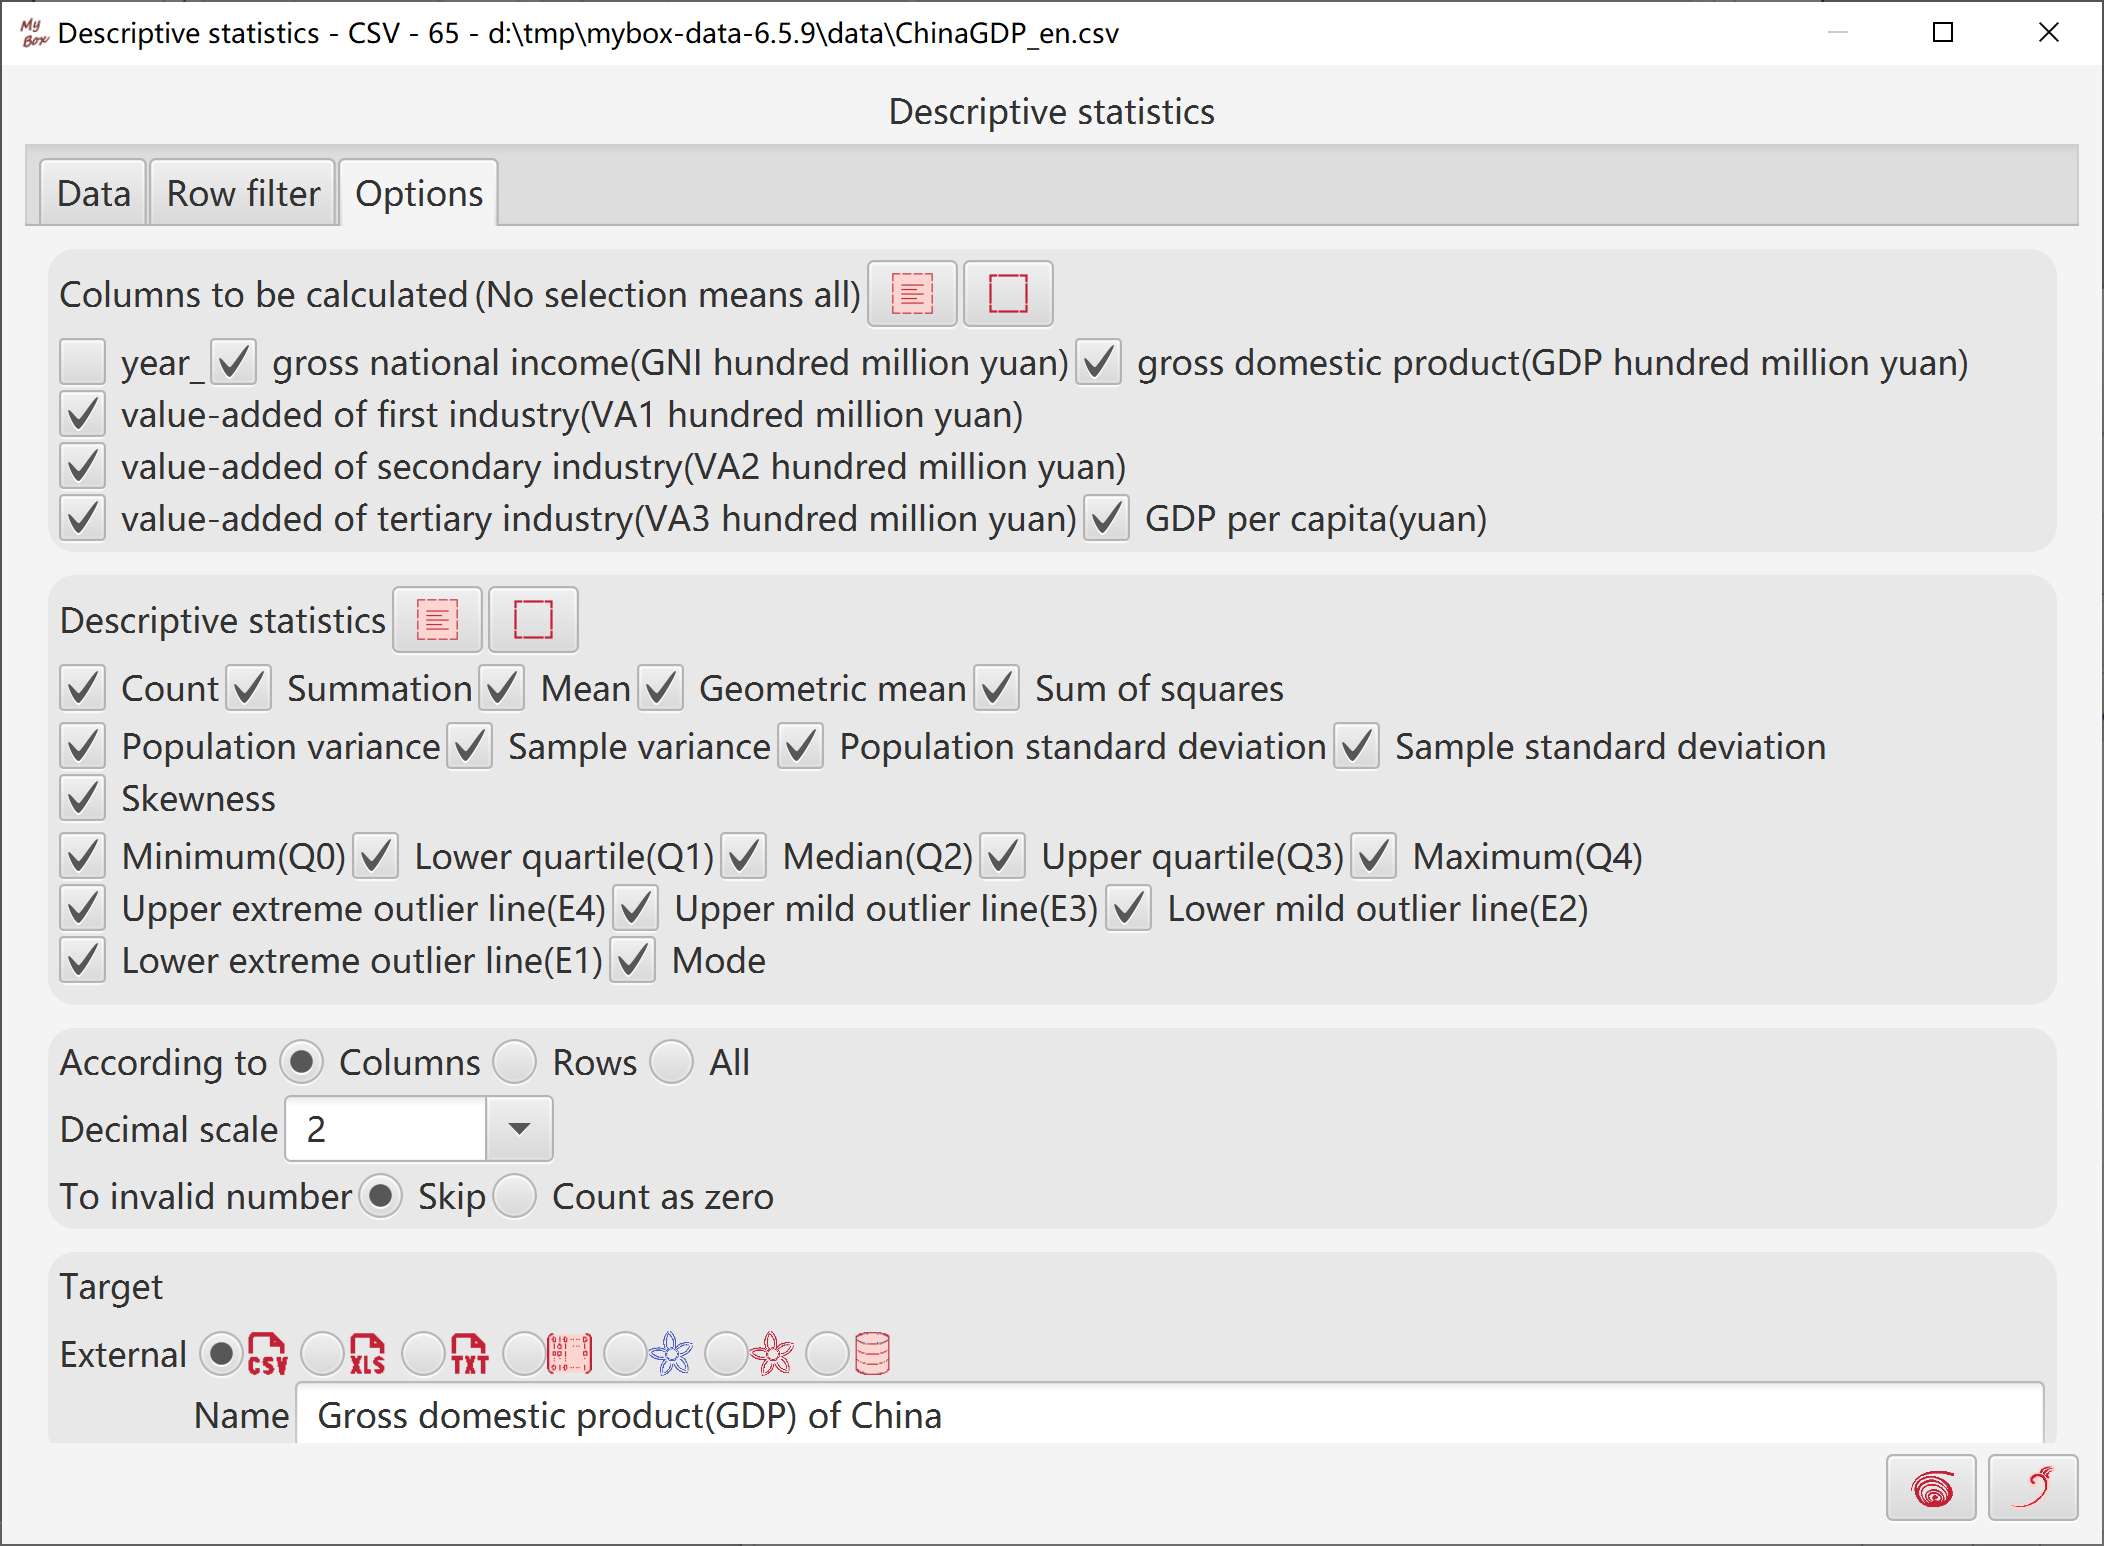 My Box Descriptive statistics - CSV - 65 - d:\tmp\mybox-data-6.5.9\data\ChinaGDP_en.csv
Descriptive statistics
Data Row filter Options
Columns to be calculated (No selection means all)
year_ gross national income(GNI hundred million yuan) gross domestic product(GDP hundred million yuan)
value-added of first industry(VA1 hundred million yuan)
value-added of secondary industry(VA2 hundred million yuan)
value-added of tertiary industry(VA3 hundred million yuan) GDP per capita(yuan)
Descriptive statistics
Count Summation Mean Geometric mean Sum of squares
Population variance Sample variance Population standard deviation Sample standard deviation
Skewness
Minimum(Q0) Lower quartile(Q1) Median(Q2) Upper quartile(Q3) Maximum(Q4)
Upper extreme outlier line(E4) Upper mild outlier line(E3) Lower mild outlier line(E2)
Lower extreme outlier line(E1) Mode
According to Columns Rows All
Decimal scale 2
To invalid number Skip Count as zero
Target
External CSV XLS TXT
Name Gross domestic product(GDP) of China